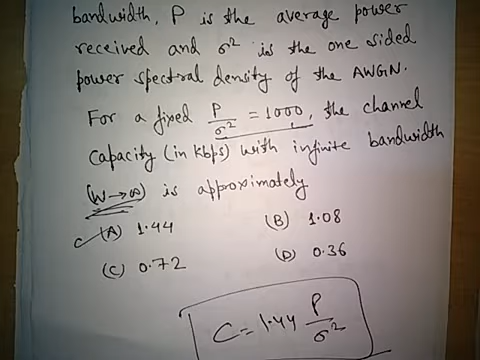 bandwidth, P is the average power
received and σ² is the one sided
power spectral density of the AWGN.
For a fixed P/σ² = 1000, the channel
Capacity (in Kbps) with infinite bandwidth
(W→∞) is approximately
(A) 1.44 (B) 1.08
(C) 0.72 (D) 0.36
C = 1.44 P/σ²